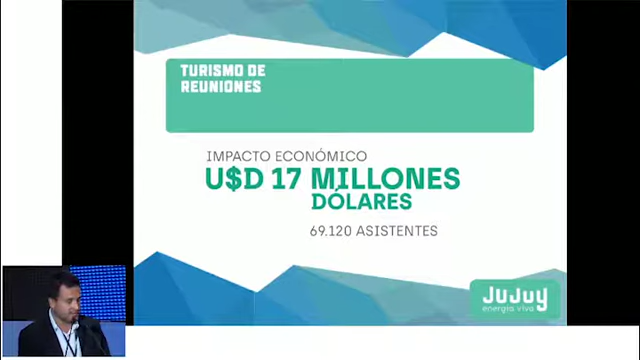 TURISMO DE
REUNIONES
IMPACTO ECONÓMICO
U$D 17 MILLONES
DÓLARES
69.120 ASISTENTES
JuJuy
energía viva